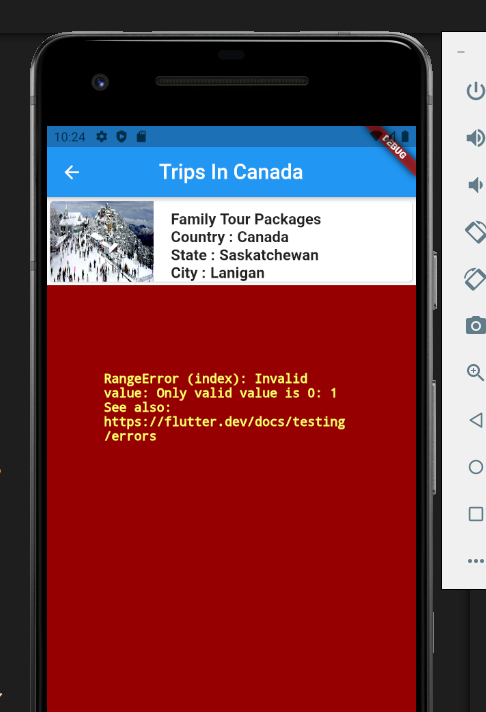 10:24
DEBUG
Trips In Canada
Family Tour Packages
Country : Canada
State : Saskatchewan
City : Lanigan
RangeError (index): Invalid
value: Only valid value is 0: 1
See also:
https://flutter.dev/docs/testing
/errors